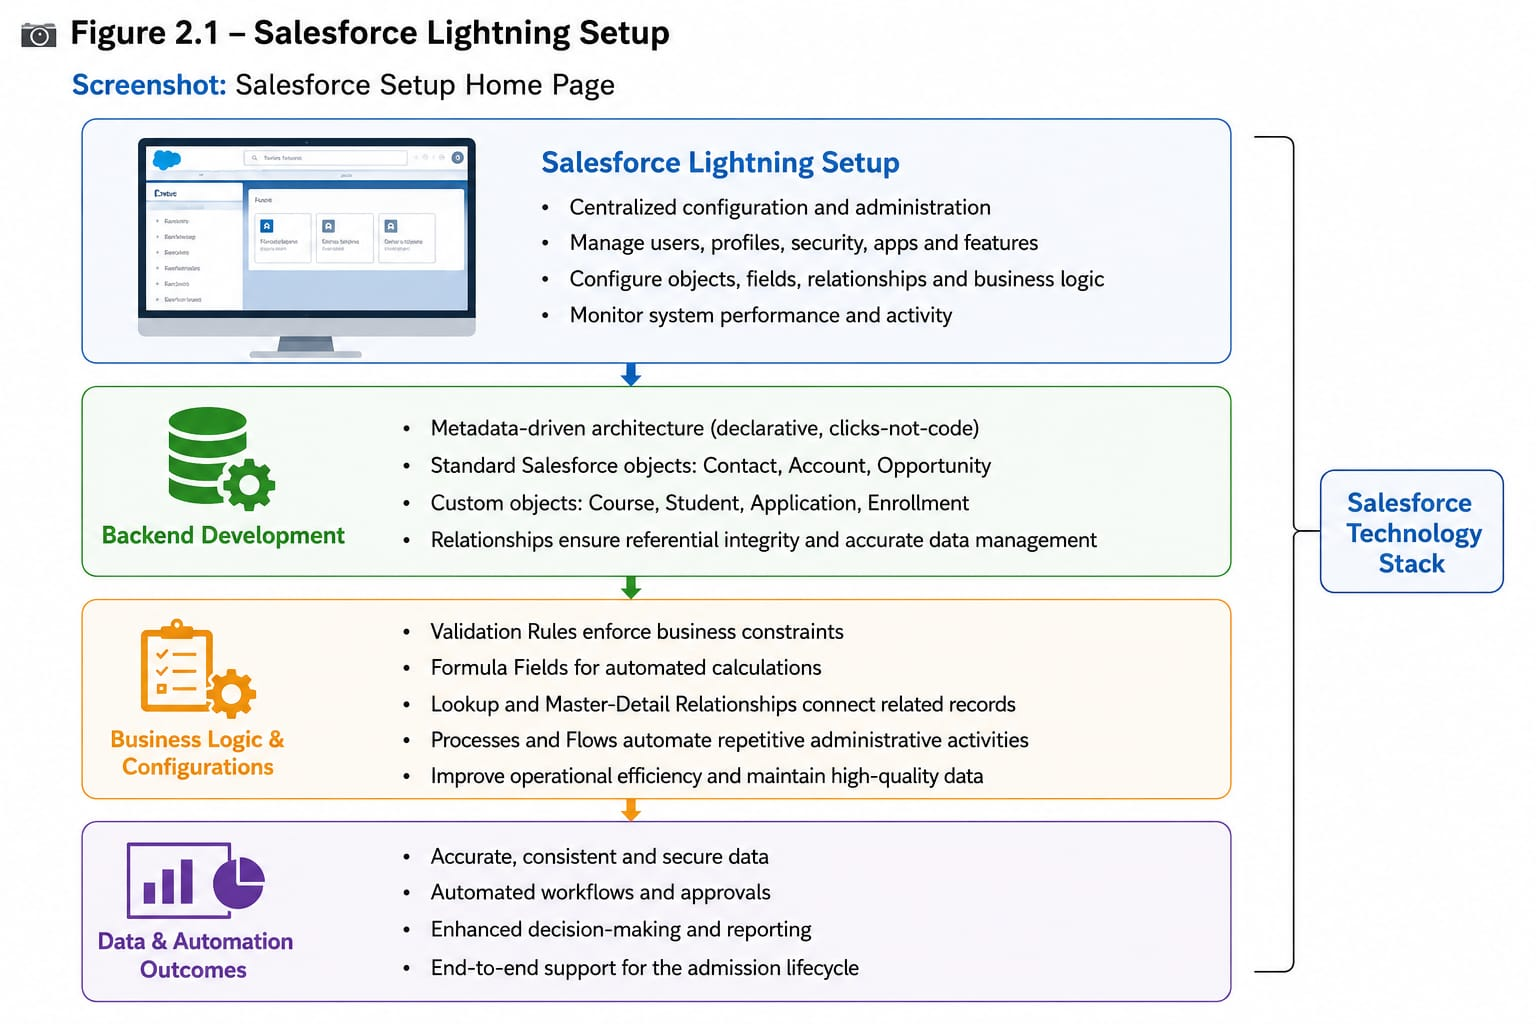 Figure 2.1 – Salesforce Lightning Setup
Screenshot: Salesforce Setup Home Page
Salesforce Lightning Setup
• Centralized configuration and administration
• Manage users, profiles, security, apps and features
• Configure objects, fields, relationships and business logic
• Monitor system performance and activity
Backend Development
• Metadata-driven architecture (declarative, clicks-not-code)
• Standard Salesforce objects: Contact, Account, Opportunity
• Custom objects: Course, Student, Application, Enrollment
• Relationships ensure referential integrity and accurate data management
Business Logic &
Configurations
• Validation Rules enforce business constraints
• Formula Fields for automated calculations
• Lookup and Master-Detail Relationships connect related records
• Processes and Flows automate repetitive administrative activities
• Improve operational efficiency and maintain high-quality data
Data & Automation
Outcomes
• Accurate, consistent and secure data
• Automated workflows and approvals
• Enhanced decision-making and reporting
• End-to-end support for the admission lifecycle
Salesforce
Technology
Stack